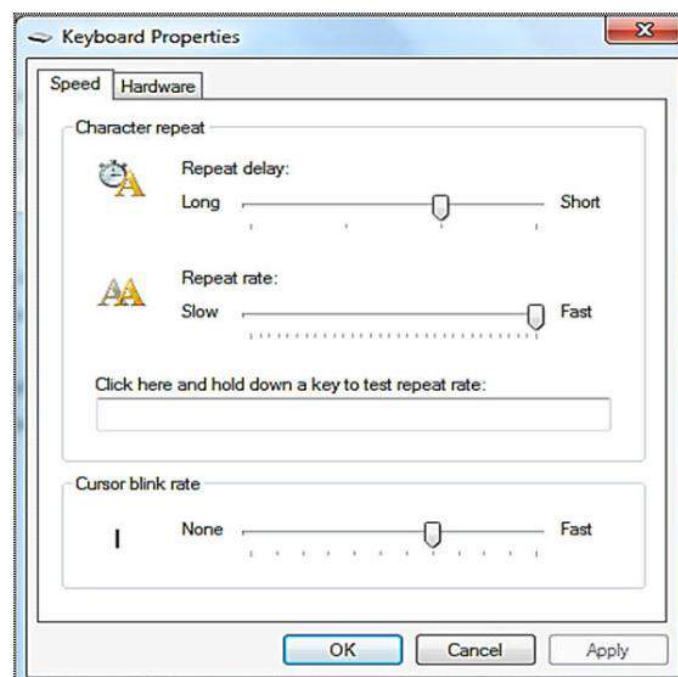 Keyboard Properties
Speed Hardware
Character repeat
Repeat delay:
Long Short
Repeat rate:
Slow Fast
Click here and hold down a key to test repeat rate:
Cursor blink rate
None Fast
OK Cancel Apply